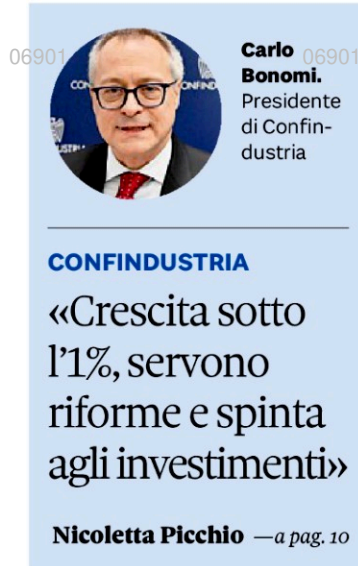 06901
06901
Carlo
Bonomi.
Presidente
di Confin-
dustria
CONFINDUSTRIA
«Crescita sotto
l’1%, servono
riforme e spinta
agli investimenti»
Nicoletta Picchio —a pag. 10